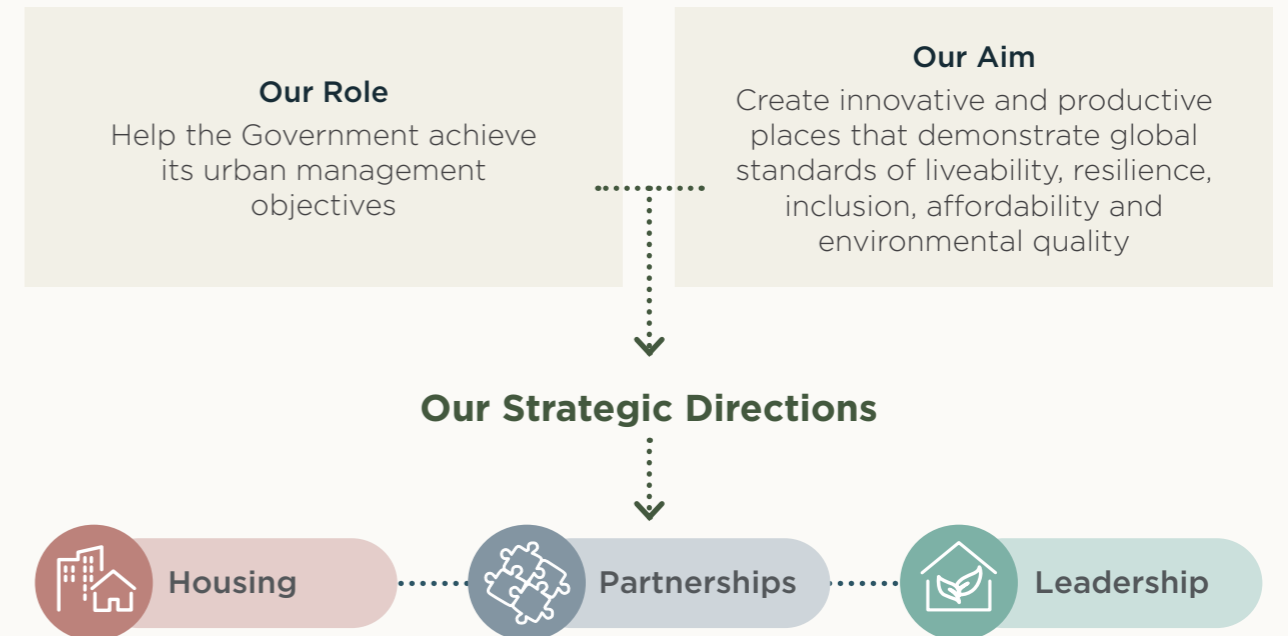 Our Role
Help the Government achieve
its urban management
objectives
Our Aim
Create innovative and productive
places that demonstrate global
standards of liveability, resilience,
inclusion, affordability and
environmental quality
Our Strategic Directions
Housing
Partnerships
Leadership